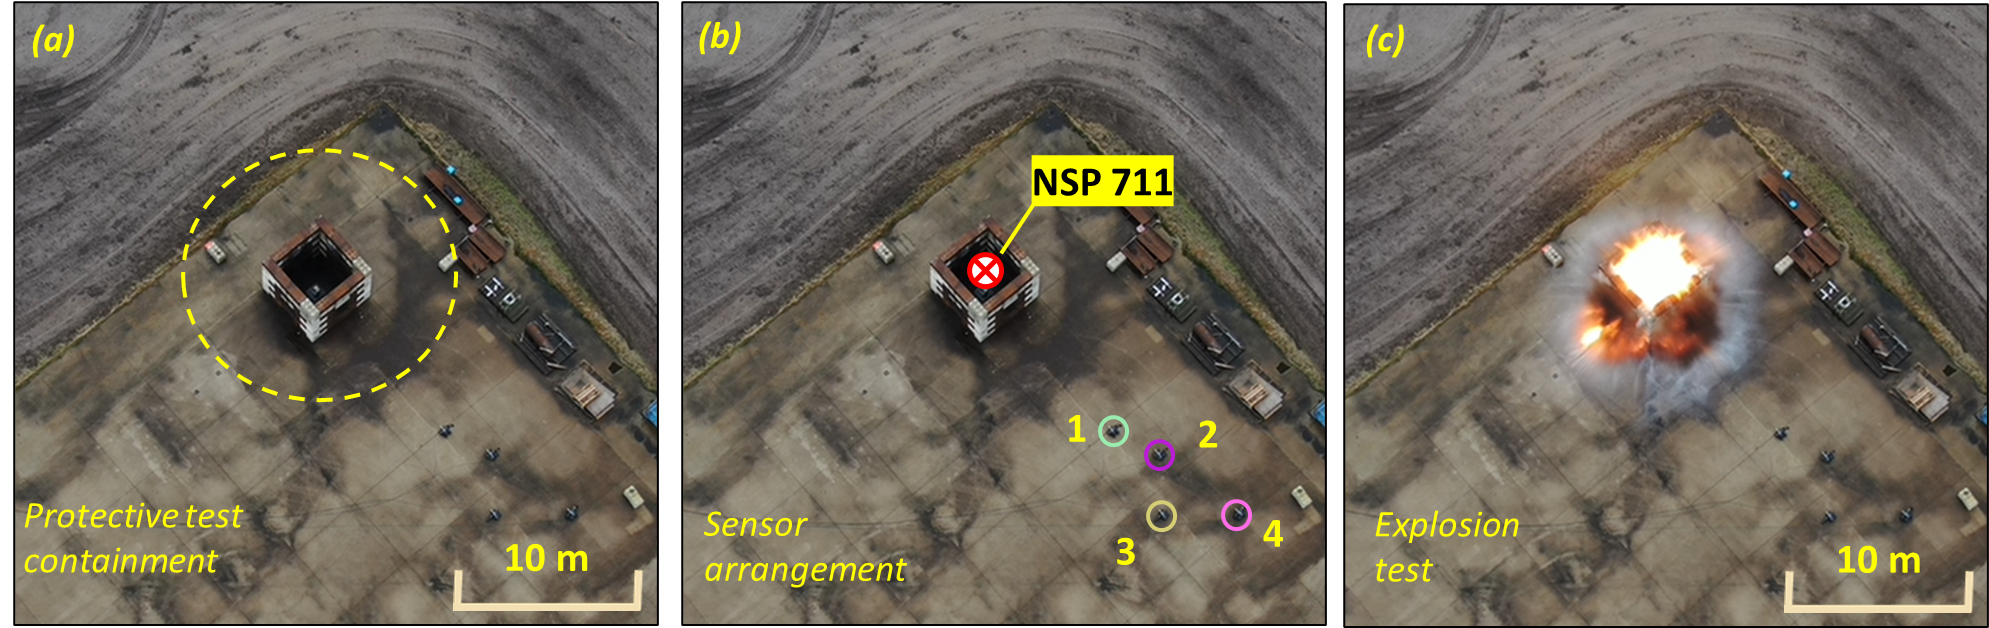 (a)
Protective test
containment
10 m
(b)
NSP 711
1
2
3
4
Sensor
arrangement
(c)
Explosion
test
10 m